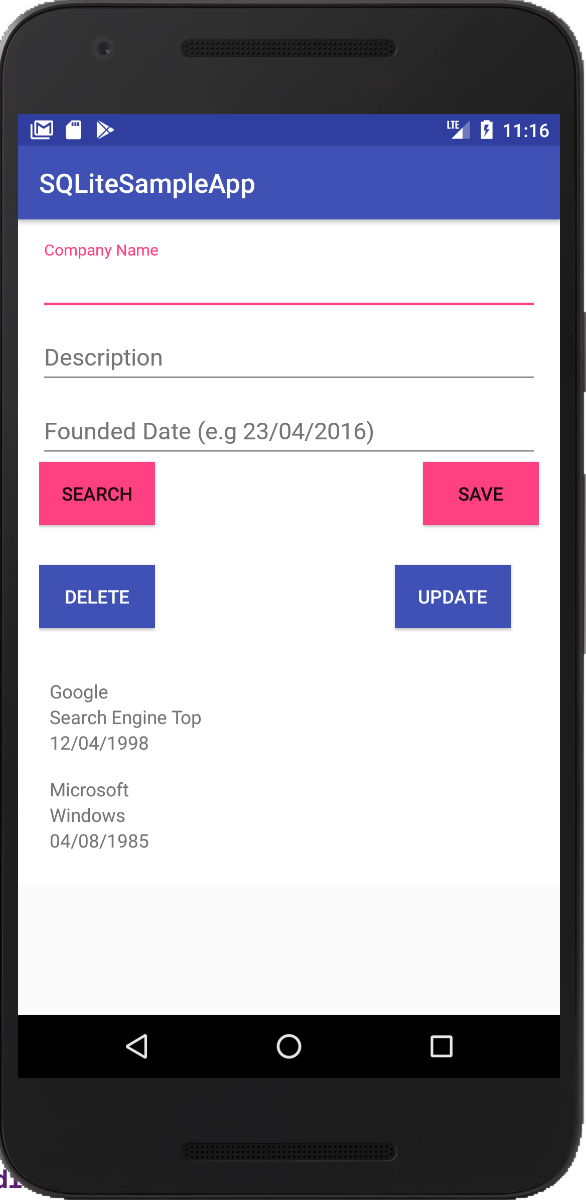 LTE 11:16
SQLiteSampleApp
Company Name
Description
Founded Date (e.g 23/04/2016)
SEARCH SAVE
DELETE UPDATE
Google
Search Engine Top
12/04/1998
Microsoft
Windows
04/08/1985